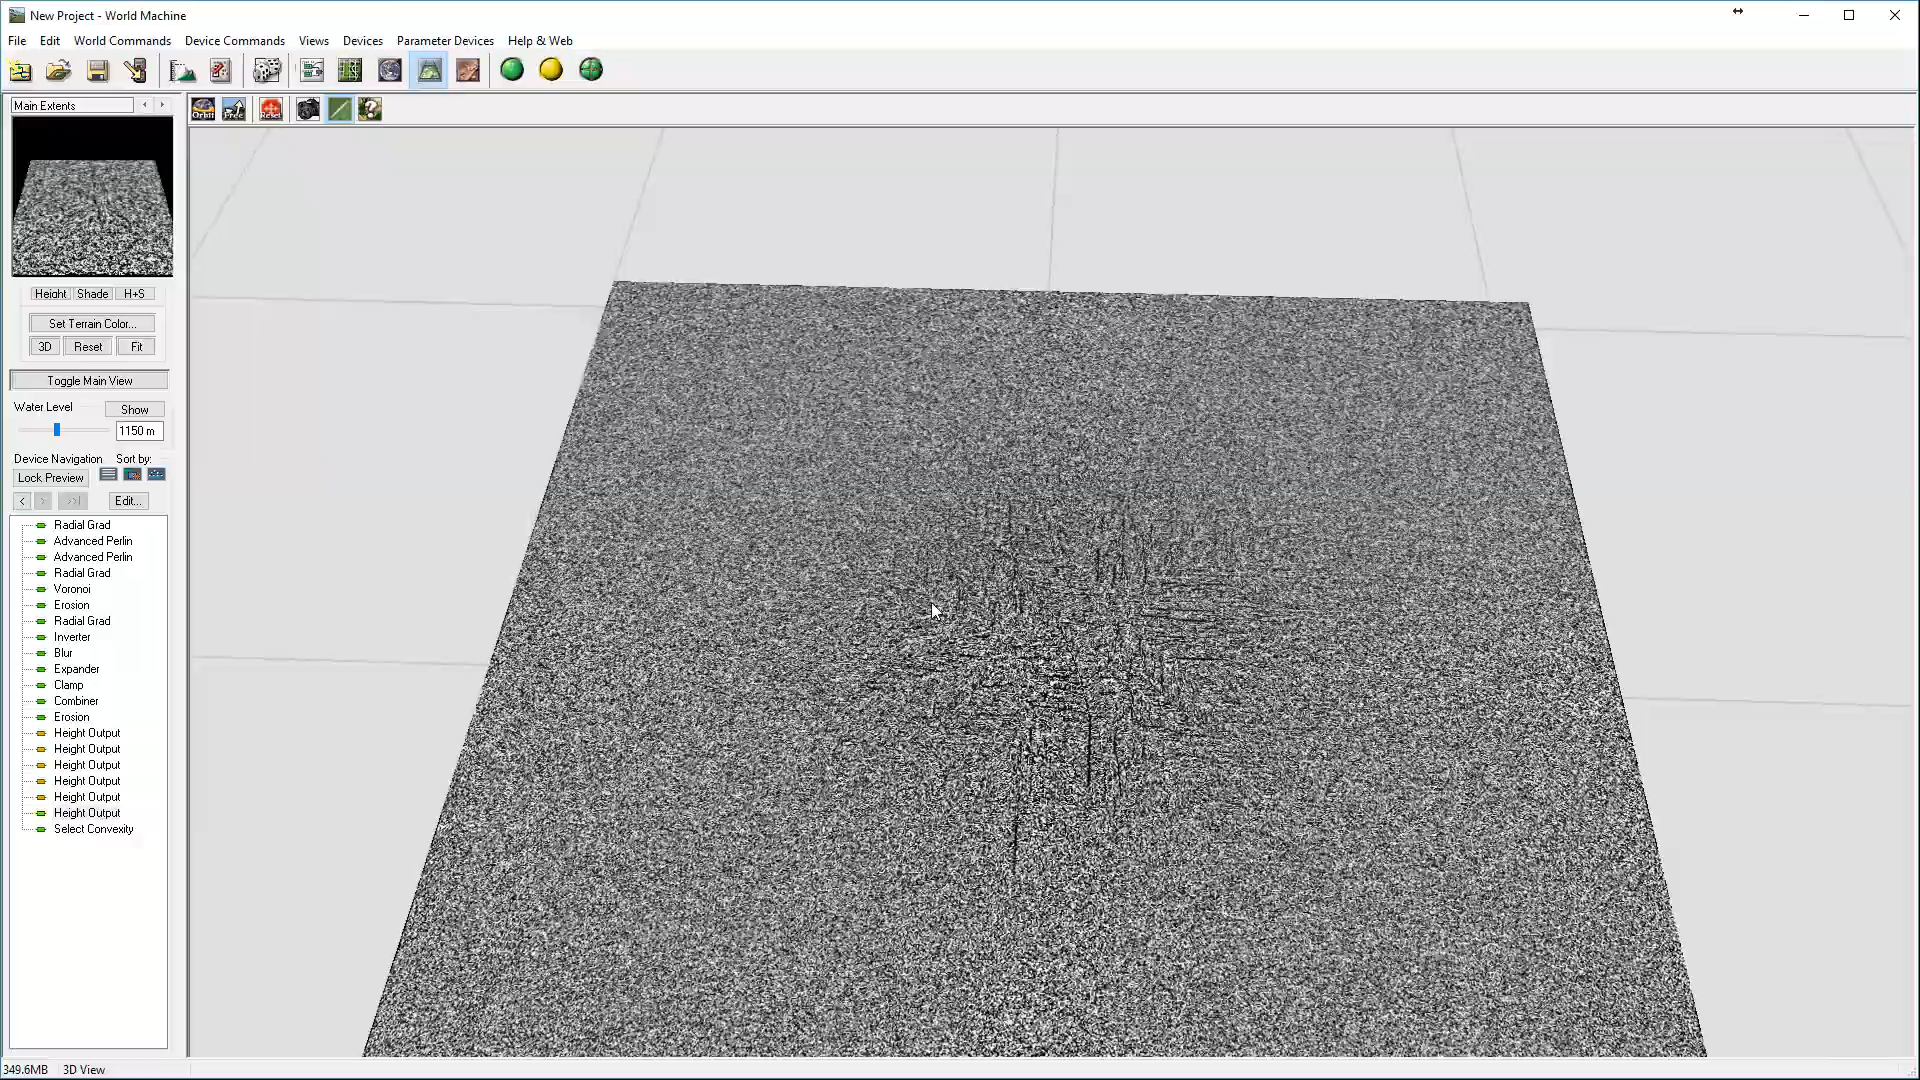 New Project - World Machine
File Edit World Commands Device Commands Views Devices Parameter Devices Help & Web
Main Extents
Orbit Free Reset
Height Shade H+S
Set Terrain Color...
3D Reset Fit
Toggle Main View
Water Level Show
1150 m
Device Navigation Sort by:
Lock Preview
< > >>| Edit...
Radial Grad
Advanced Perlin
Advanced Perlin
Radial Grad
Voronoi
Erosion
Radial Grad
Inverter
Blur
Expander
Clamp
Combiner
Erosion
Height Output
Height Output
Height Output
Height Output
Height Output
Height Output
Select Convexity
349.6MB 3D View